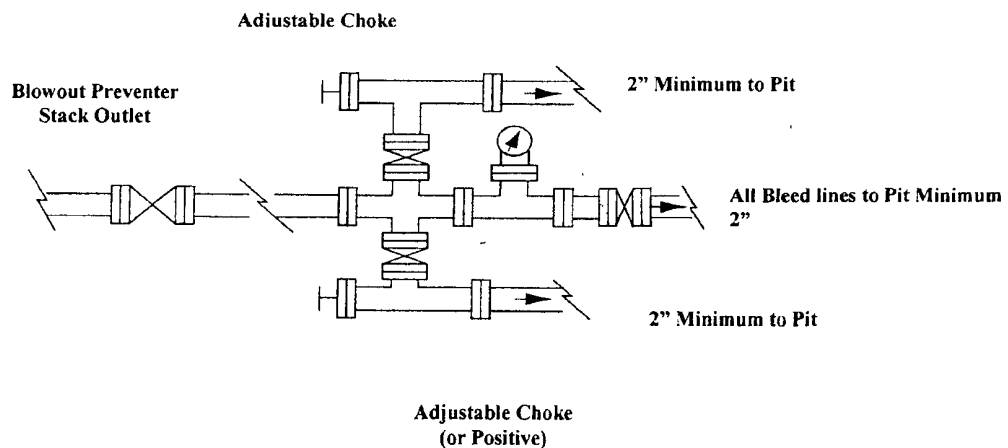 Adjustable Choke
Blowout Preventer
Stack Outlet
2” Minimum to Pit
All Bleed lines to Pit Minimum
2”
2” Minimum to Pit
Adjustable Choke
(or Positive)